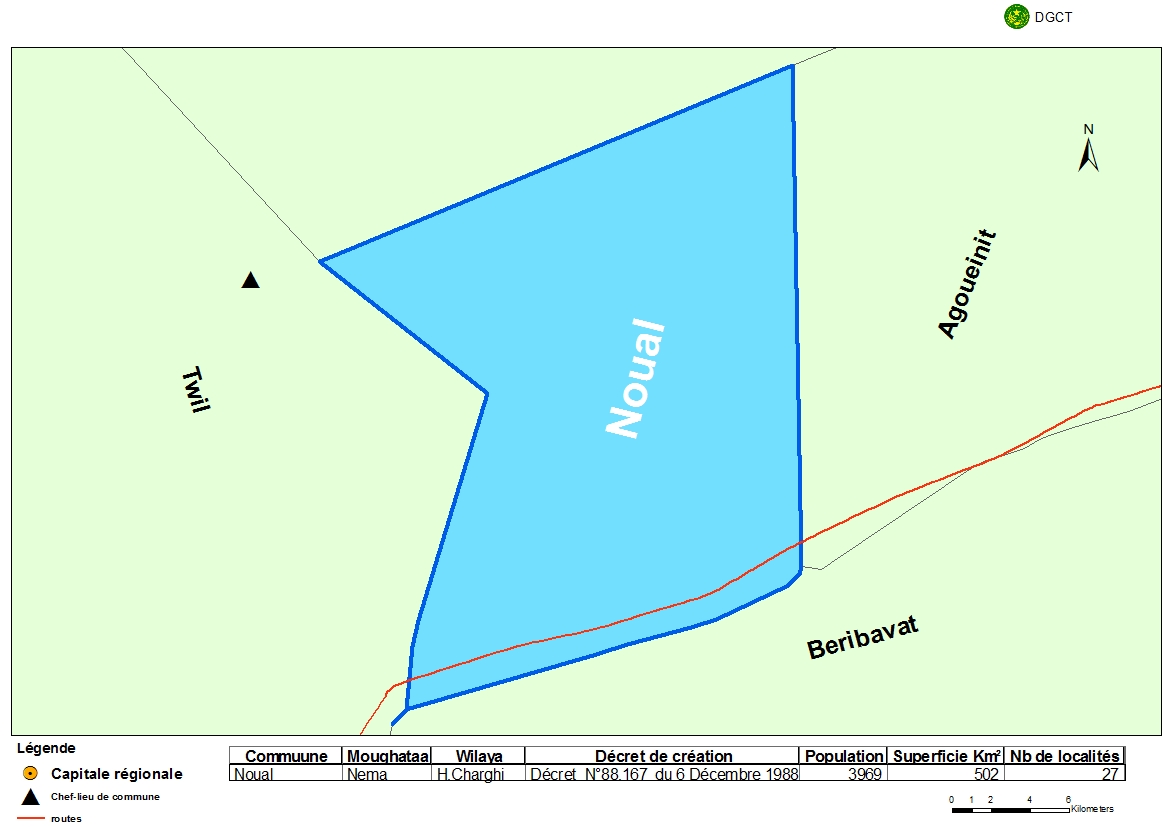 DGCT
N
Agoueinit
Noual
Twil
Beribavat
Légende
Capitale régionale
Chef-lieu de commune
routes
Commuune Moughataa Wilaya Décret de création Population Superficie Km² Nb de localités
Noual Nema H.Charghi Décret N°88.167 du 6 Décembre 1988 3969 502 27
0 1 2 4 6
Kilometers